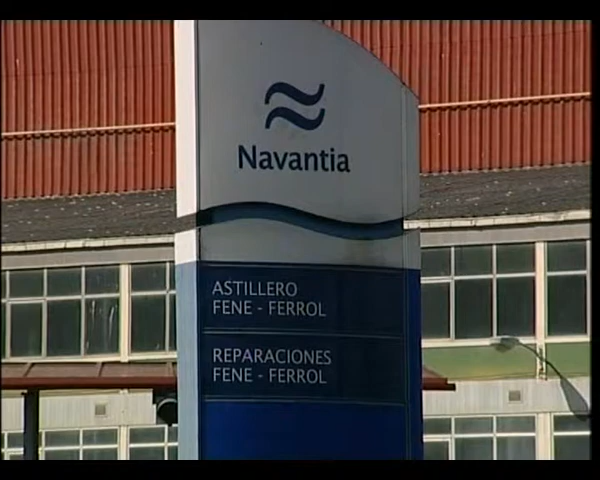 Navantia
ASTILLERO
FENE - FERROL
REPARACIONES
FENE - FERROL